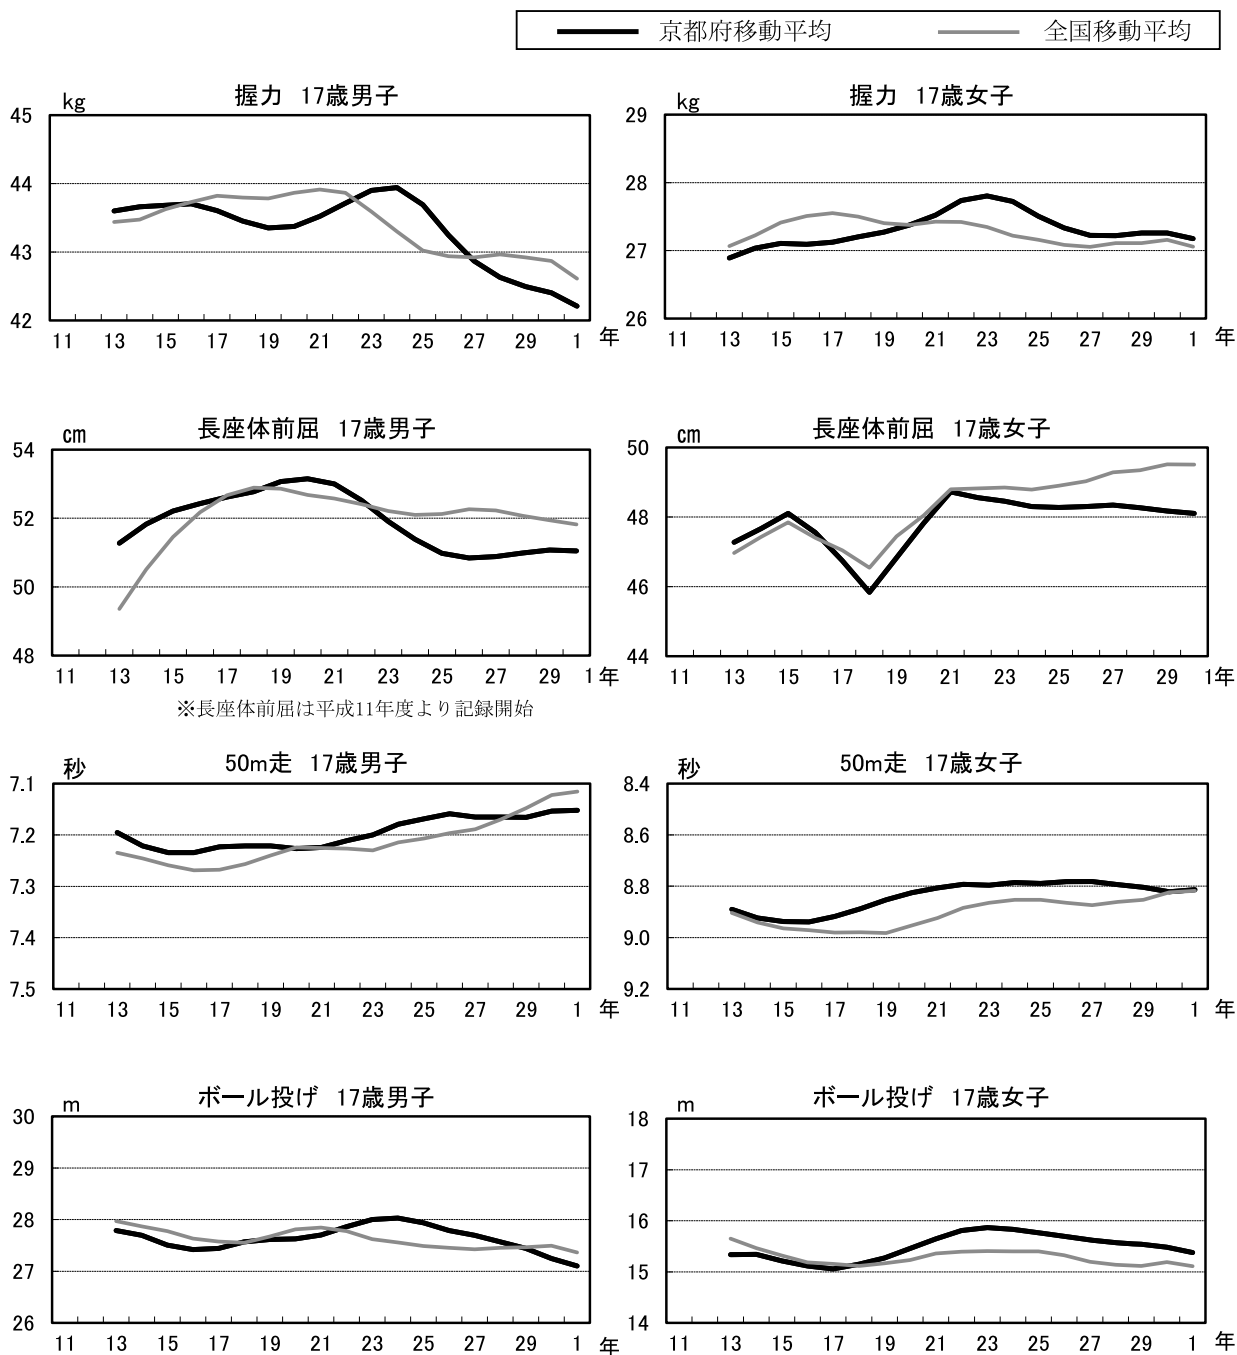 京都府移動平均 全国移動平均
握力 17歳男子
kg
45
44
43
42
11 13 15 17 19 21 23 25 27 29 1 年
握力 17歳女子
kg
29
28
27
26
11 13 15 17 19 21 23 25 27 29 1 年
長座体前屈 17歳男子
cm
54
52
50
48
11 13 15 17 19 21 23 25 27 29 1年
※長座体前屈は平成11年度より記録開始
長座体前屈 17歳女子
cm
50
48
46
44
11 13 15 17 19 21 23 25 27 29 1年
50m走 17歳男子
秒
7.1
7.2
7.3
7.4
7.5
11 13 15 17 19 21 23 25 27 29 1 年
50m走 17歳女子
秒
8.4
8.6
8.8
9.0
9.2
11 13 15 17 19 21 23 25 27 29 1 年
ボール投げ 17歳男子
m
30
29
28
27
26
11 13 15 17 19 21 23 25 27 29 1 年
ボール投げ 17歳女子
m
18
17
16
15
14
11 13 15 17 19 21 23 25 27 29 1 年